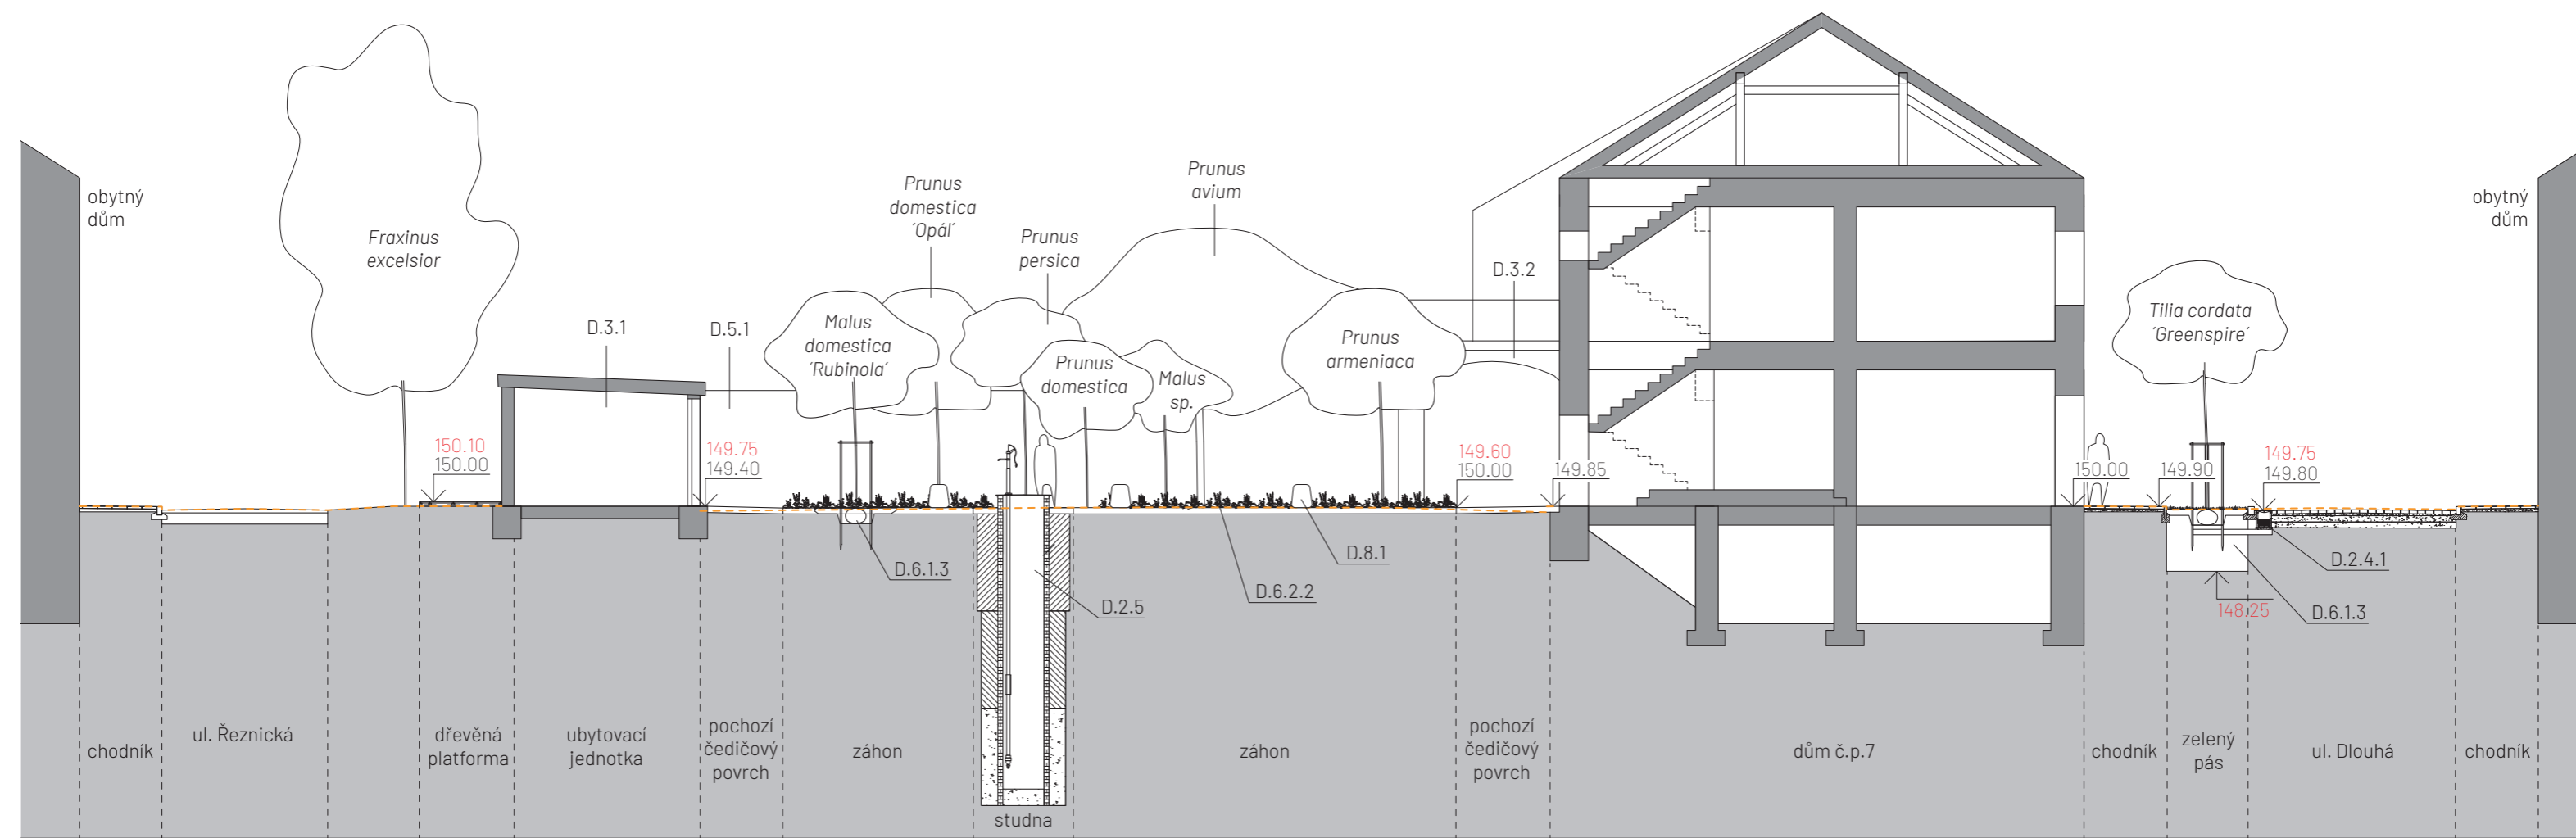 obytný
dům
Fraxinus
excelsior
D.3.1
D.5.1
Malus
domestica
'Rubinola'
Prunus
domestica
'Opál'
Prunus
persica
Prunus
domestica
Malus
sp.
Prunus
avium
Prunus
armeniaca
D.3.2
Tilia cordata
'Greenspire'
obytný
dům
150.10
150.00
149.75
149.40
149.60
150.00
149.85
150.00
149.90
149.75
149.80
D.6.1.3
D.2.5
D.6.2.2
D.8.1
D.2.4.1
148.25
D.6.1.3
chodník
ul. Řeznická
dřevěná
platforma
ubytovací
jednotka
pochozí
čedičový
povrch
záhon
studna
záhon
pochozí
čedičový
povrch
dům č.p.7
chodník
zelený
pás
ul. Dlouhá
chodník